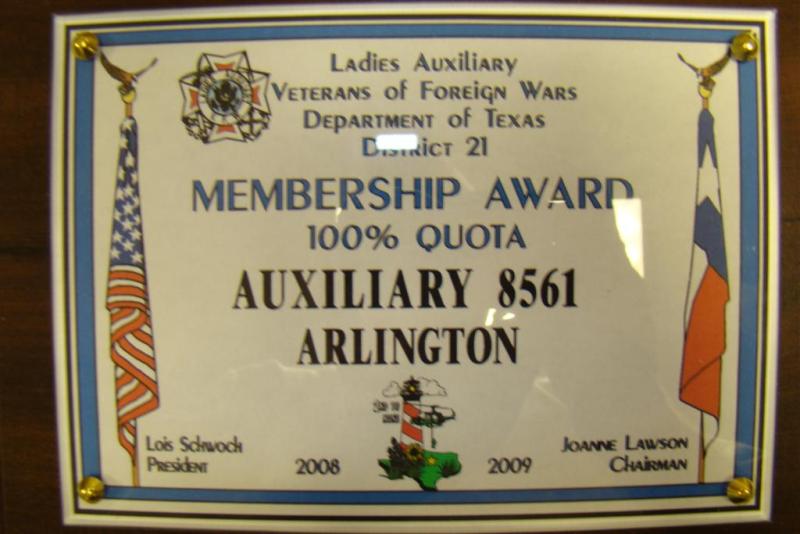 Ladies Auxiliary
Veterans of Foreign Wars
Department of Texas
District 21
MEMBERSHIP AWARD
100% QUOTA
AUXILIARY 8561
ARLINGTON
Lois Schwoch
President
2008
2009
Joanne Lawson
Chairman